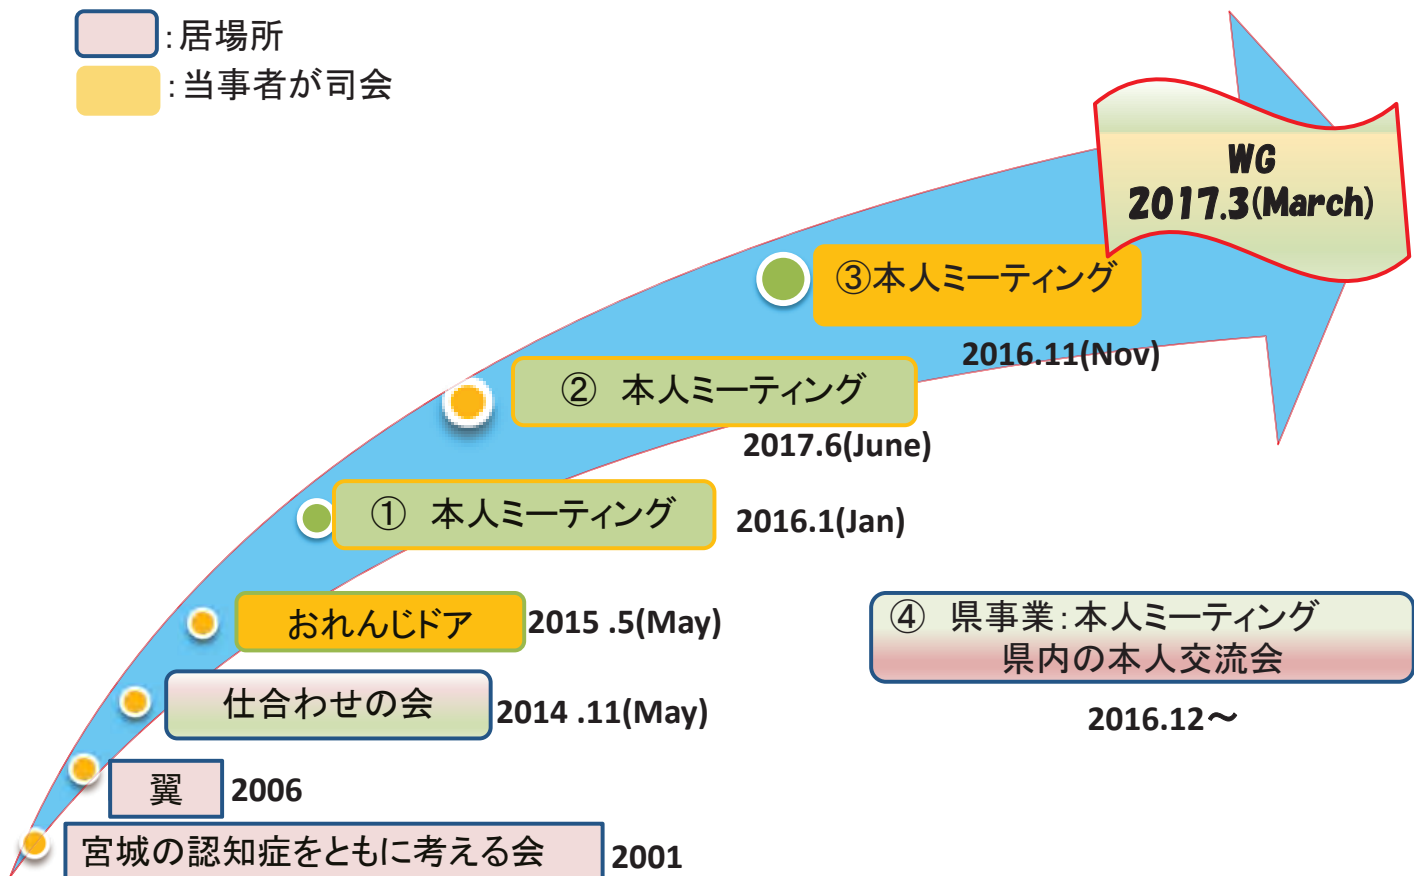 :居場所
:当事者が司会
WG
2017.3(March)
③本人ミーティング
2016.11(Nov)
② 本人ミーティング
2017.6(June)
① 本人ミーティング
2016.1(Jan)
おれんじドア
2015 .5(May)
④ 県事業:本人ミーティング
県内の本人交流会
2016.12～
仕合わせの会
2014 .11(May)
翼
2006
宮城の認知症をともに考える会
2001